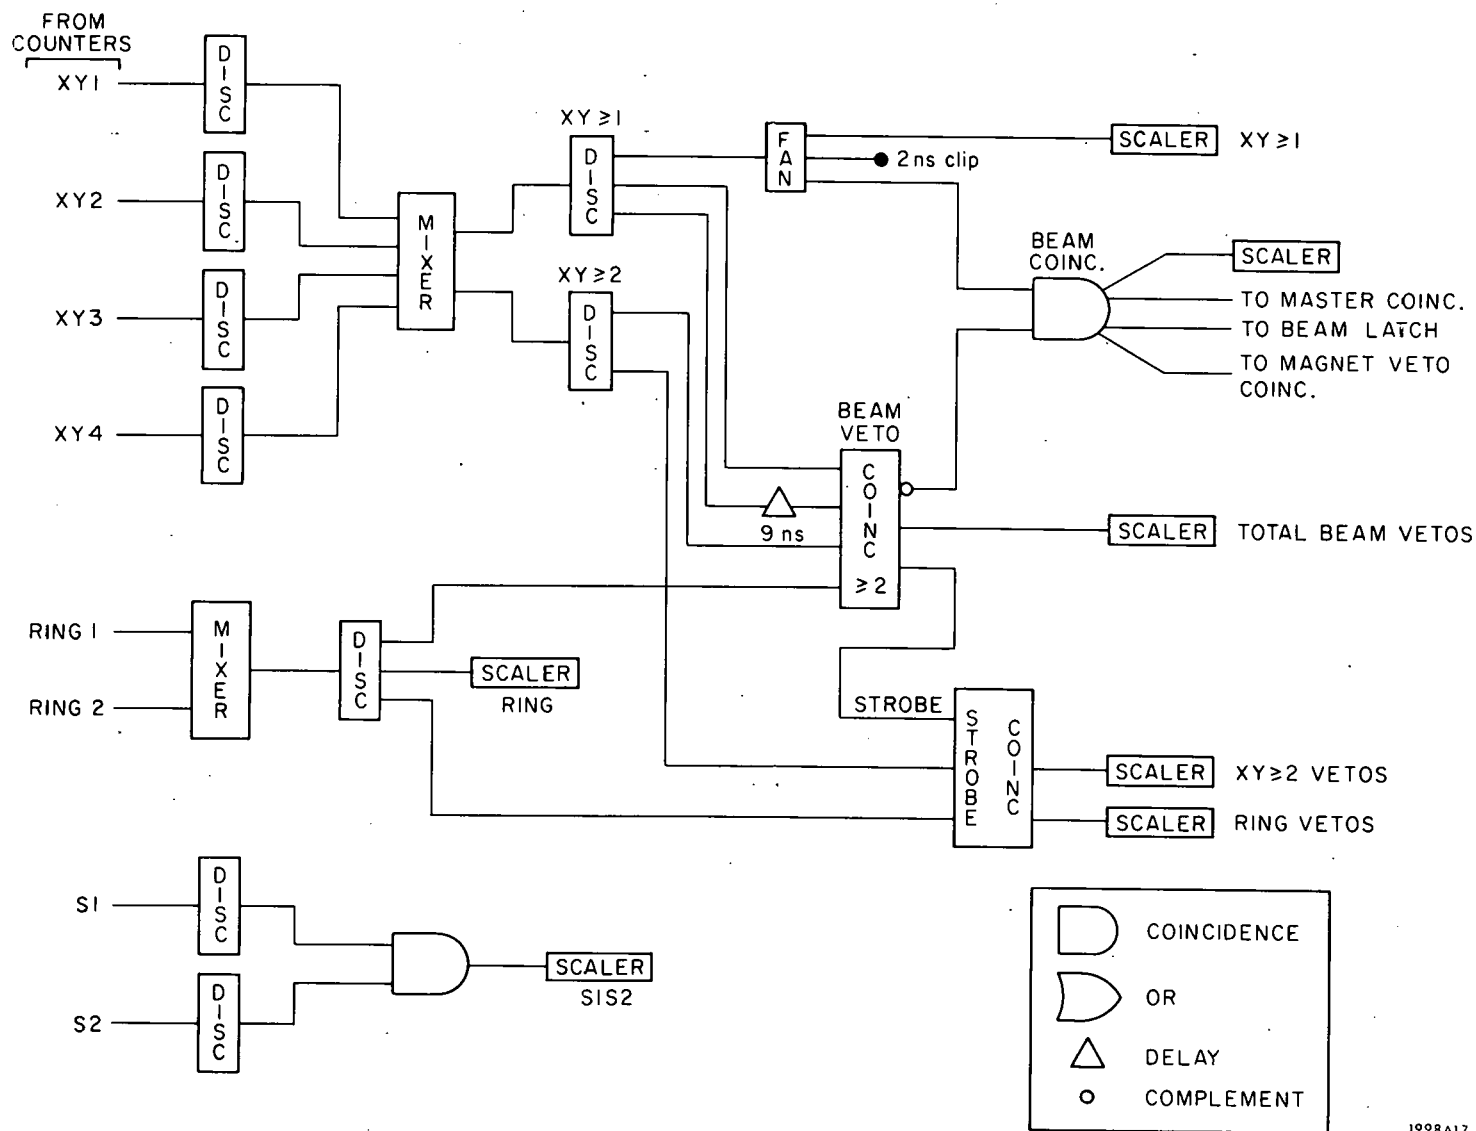 FROM
COUNTERS
XY1
DISC
XY2
DISC
XY3
DISC
XY4
DISC
MIXER
XY ≥ 1
DISC
XY ≥ 2
DISC
FAN
2ns clip
SCALER XY ≥ 1
BEAM
COINC.
SCALER
TO MASTER COINC.
TO BEAM LATCH
TO MAGNET VETO
COINC.
BEAM
VETO
COINC
≥ 2
9 ns
SCALER TOTAL BEAM VETOS
RING 1
RING 2
MIXER
DISC
SCALER
RING
STROBE
STROBE
COINC
SCALER XY ≥ 2 VETOS
SCALER RING VETOS
S1
DISC
S2
DISC
SCALER
S1S2
COINCIDENCE
OR
DELAY
COMPLEMENT
1998A17